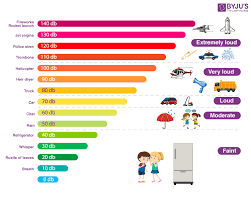 BYJU'S
Fireworks
Rocket launch
140 db
Jet engine
130 db
Police siren
120 db
Extremely loud
Trombone
110 db
Helicopter
100 db
Very loud
Hair dryer
90 db
Truck
80 db
Car
70 db
Loud
Chat
60 db
Moderate
Rain
50 db
Refrigerator
40 db
Whisper
30 db
Faint
Rustle of leaves
20 db
Breath
10 db
0 db